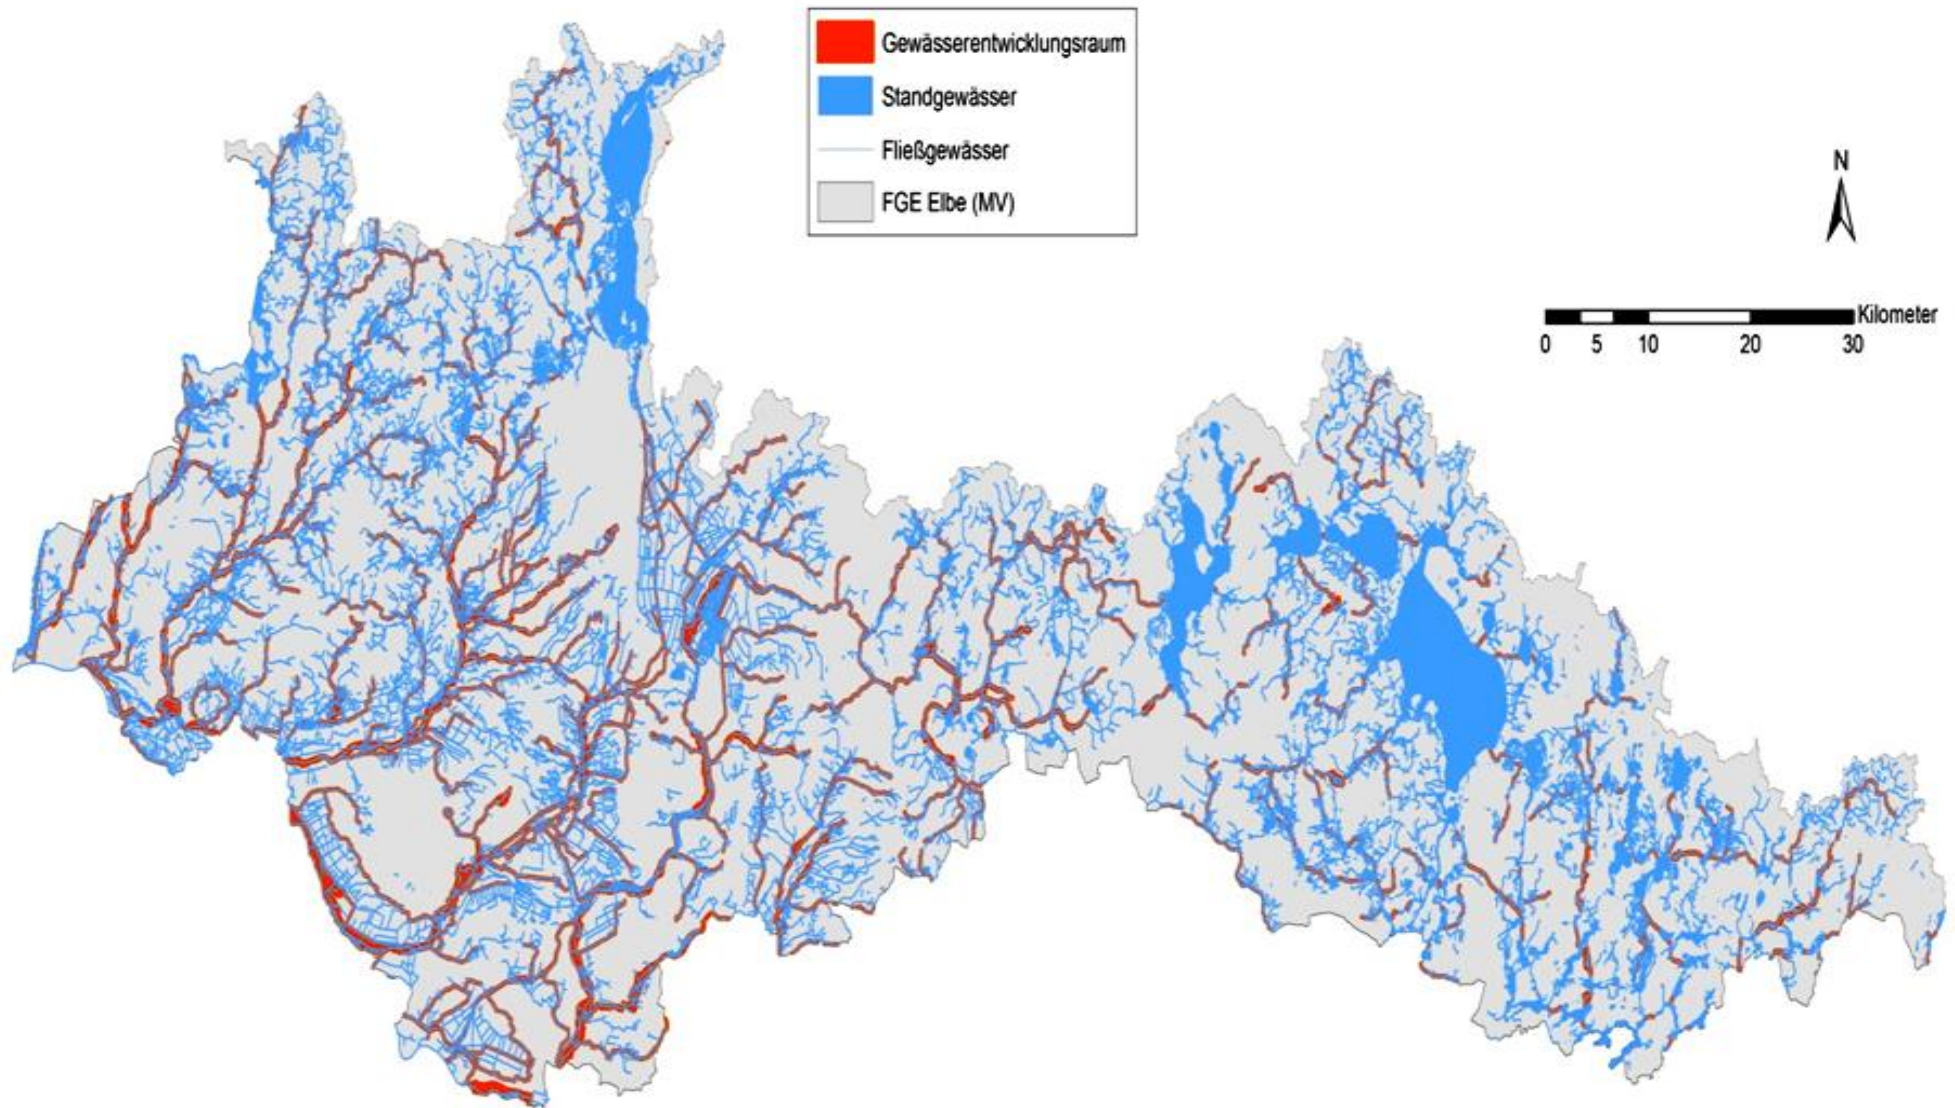 Gewässerentwicklungsraum
Standgewässer
Fließgewässer
FGE Elbe (MV)
N
Kilometer
0 5 10 20 30